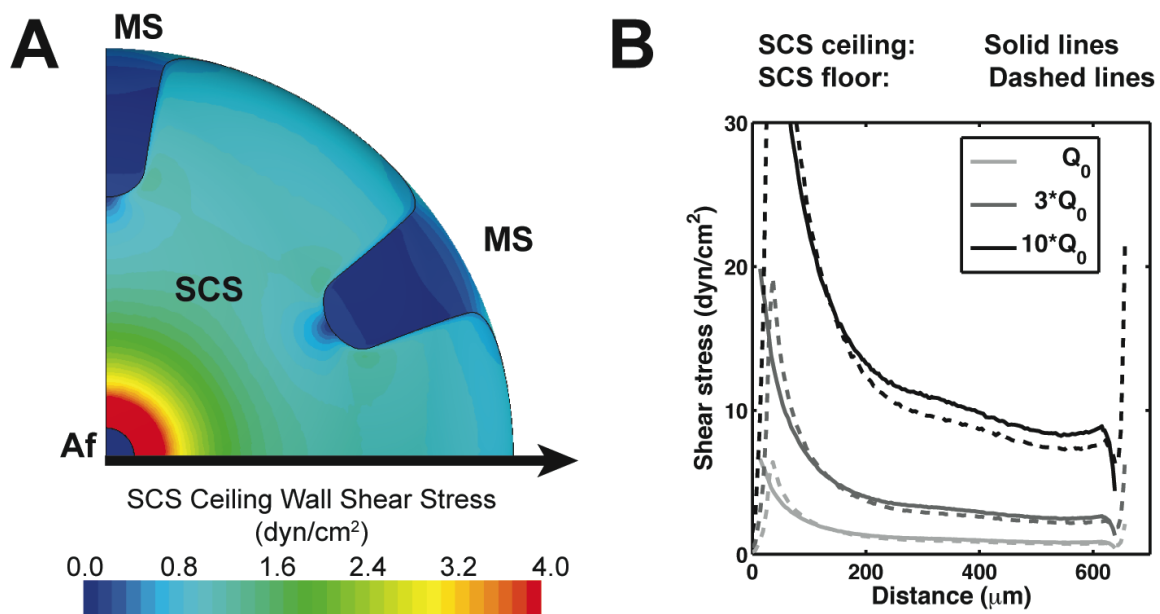 A
MS
MS
SCS
Af
SCS Ceiling Wall Shear Stress
(dyn/cm²)
0.0 0.8 1.6 2.4 3.2 4.0
B
SCS ceiling: Solid lines
SCS floor: Dashed lines
30
20
10
0
Shear stress (dyn/cm²)
Q₀
3*Q₀
10*Q₀
0 200 400 600
Distance (μm)